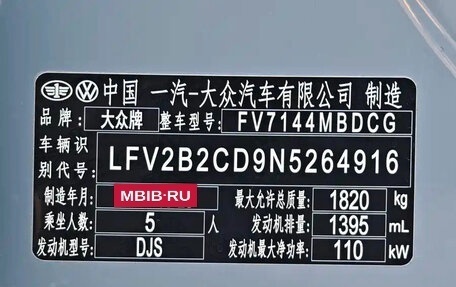 中国 一汽-大众汽车有限公司 制造
品牌: 大众牌 整车型号: FV7144MBDCG
车辆识别代号: LFV2B2CD9N5264916
制造年月: MBIB-RU 最大允许总质量: 1820 kg
乘坐人数: 5 人 发动机排量: 1395 mL
发动机型号: DJS 发动机最大净功率: 110 kW